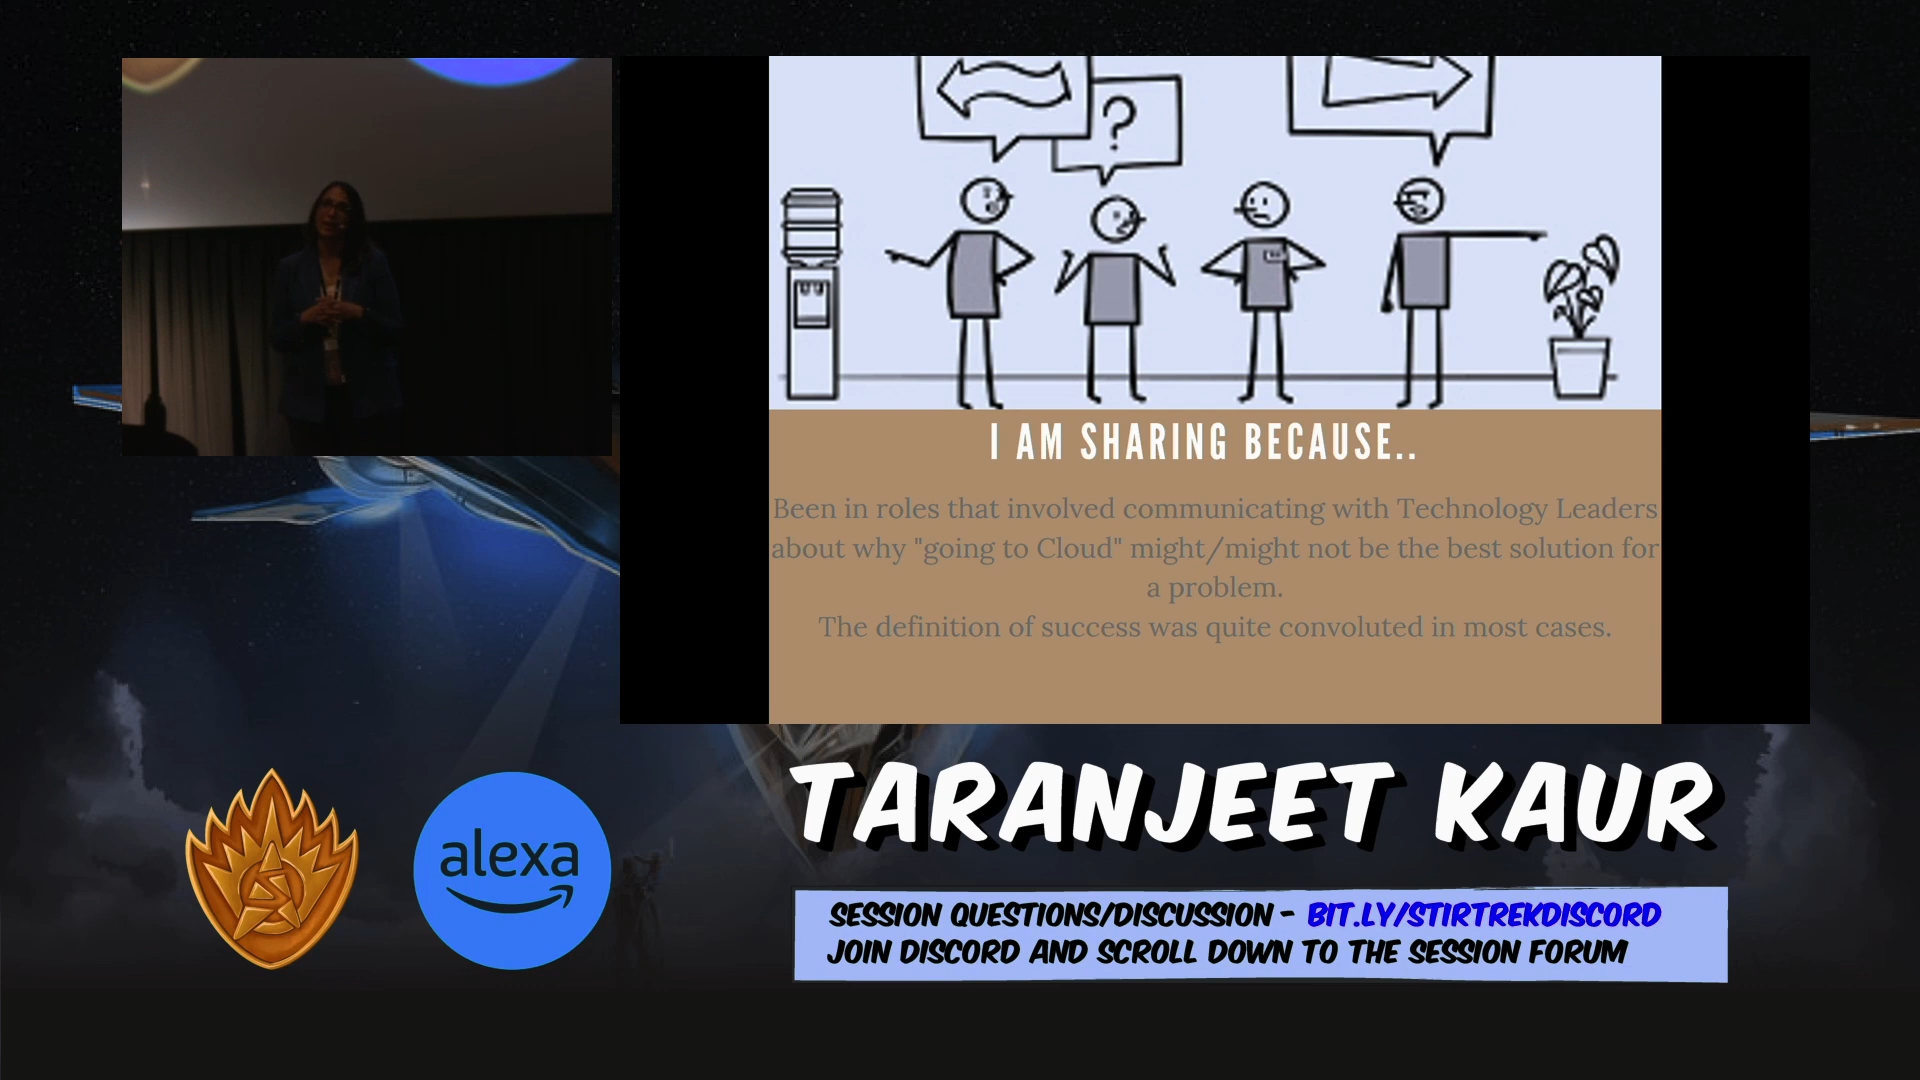 ?
I AM SHARING BECAUSE..
Been in roles that involved communicating with Technology Leaders
about why "going to Cloud" might/might not be the best solution for
a problem.
The definition of success was quite convoluted in most cases.
alexa
TARANJEET KAUR
SESSION QUESTIONS/DISCUSSION - BIT.LY/STIRTREKDISCORD
JOIN DISCORD AND SCROLL DOWN TO THE SESSION FORUM